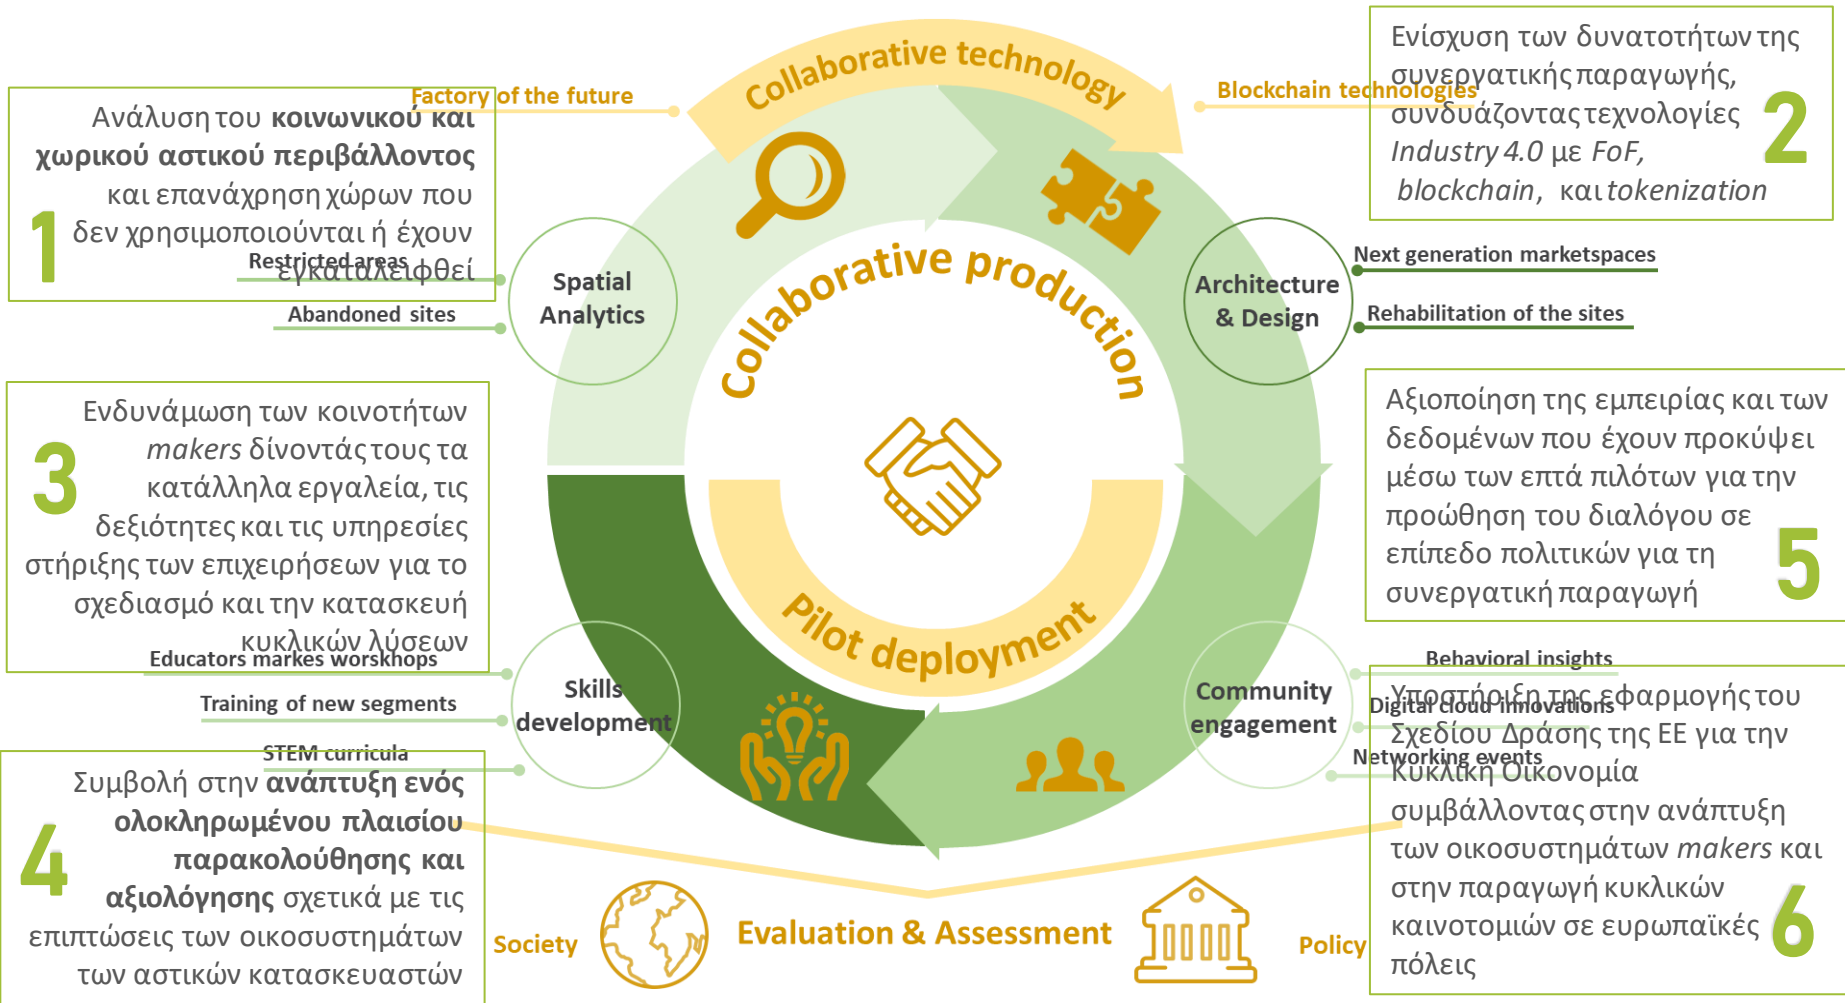 Collaborative technology
Factory of the future
Blockchain technologies
Ανάλυση του κοινωνικού και
χωρικού αστικού περιβάλλοντος
και επανάχρηση χώρων που
δεν χρησιμοποιούνται ή έχουν
εγκαταλειφθεί
1
Ενίσχυση των δυνατοτήτων της
συνεργατικής παραγωγής,
συνδυάζοντας τεχνολογίες
Industry 4.0 με FoF,
blockchain, και tokenization
2
Restricted areas
Abandoned sites
Spatial
Analytics
Collaborative production
Architecture
& Design
Next generation marketspaces
Rehabilitation of the sites
Ενδυνάμωση των κοινοτήτων
makers δίνοντάς τους τα
κατάλληλα εργαλεία, τις
δεξιότητες και τις υπηρεσίες
στήριξης των επιχειρήσεων για το
σχεδιασμό και την κατασκευή
κυκλικών λύσεων
3
Αξιοποίηση της εμπειρίας και των
δεδομένων που έχουν προκύψει
μέσω των επτά πιλότων για την
προώθηση του διαλόγου σε
επίπεδο πολιτικών για τη
συνεργατική παραγωγή
5
Pilot deployment
Educators markes worskhops
Training of new segments
STEM curricula
Skills
development
Community
engagement
Behavioral insights
Digital cloud innovations
Networking events
Συμβολή στην ανάπτυξη ενός
ολοκληρωμένου πλαισίου
παρακολούθησης και
αξιολόγησης σχετικά με τις
επιπτώσεις των οικοσυστημάτων
των αστικών κατασκευαστών
4
Υποστήριξη της εφαρμογής του
Σχεδίου Δράσης της ΕΕ για την
Κυκλική Οικονομία
συμβάλλοντας στην ανάπτυξη
των οικοσυστημάτων makers και
στην παραγωγή κυκλικών
καινοτομιών σε ευρωπαϊκές
πόλεις
6
Society
Evaluation & Assessment
Policy